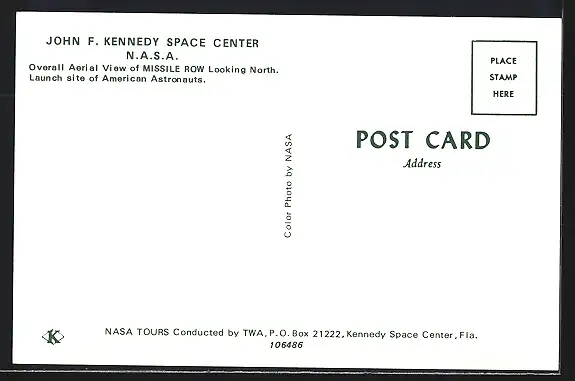 JOHN F. KENNEDY SPACE CENTER
N.A.S.A.
Overall Aerial View of MISSILE ROW Looking North.
Launch site of American Astronauts.
PLACE
STAMP
HERE
POST CARD
Address
Color Photo by NASA
K
NASA TOURS Conducted by TWA, P.O. Box 21222, Kennedy Space Center, Fla.
106486